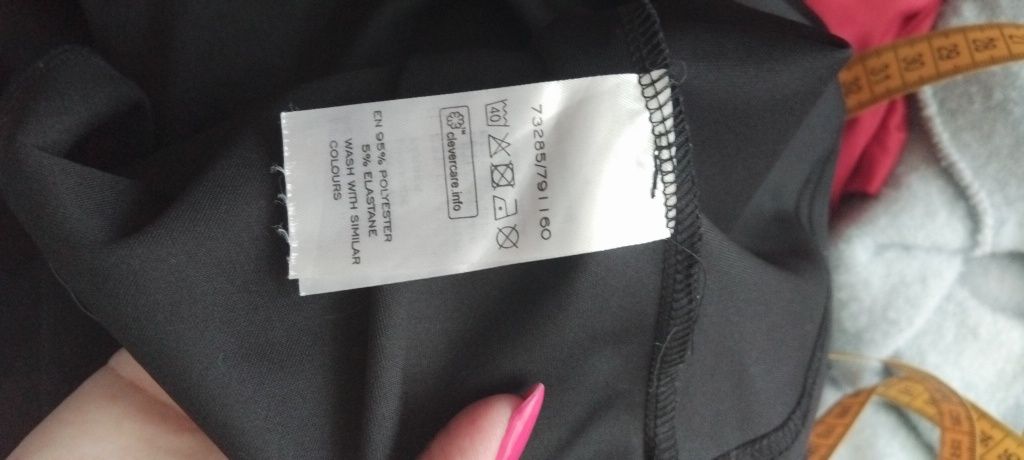 73285/791160
40
clevercare.info
EN 95% POLYESTER
5% ELASTANE
WASH WITH SIMILAR
COLOURS